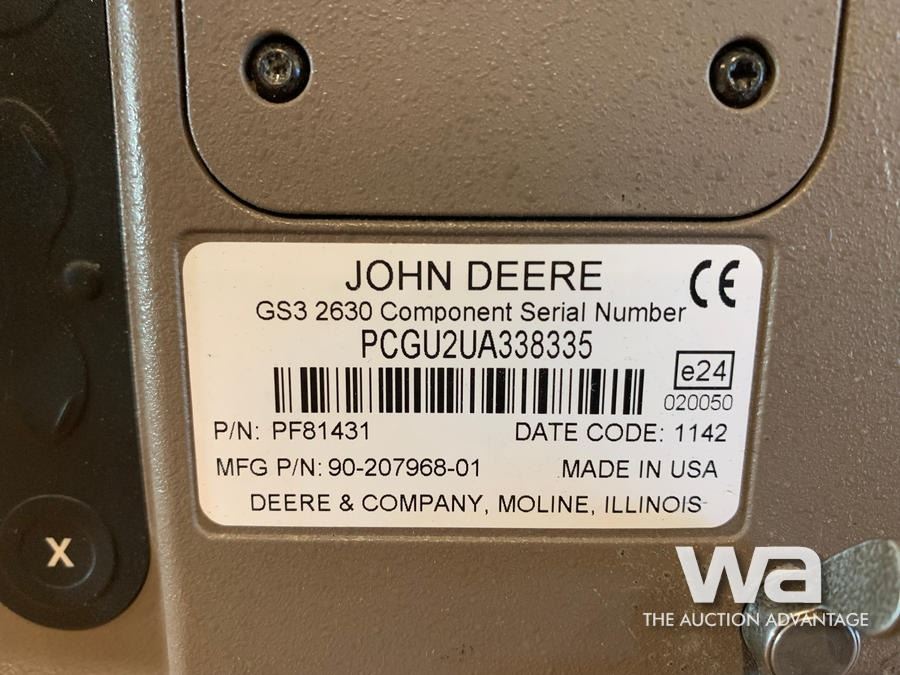 JOHN DEERE
CE
GS3 2630 Component Serial Number
PCGU2UA338335
e24
020050
P/N: PF81431
DATE CODE: 1142
MFG P/N: 90-207968-01
MADE IN USA
DEERE & COMPANY, MOLINE, ILLINOIS
X
wa
THE AUCTION ADVANTAGE